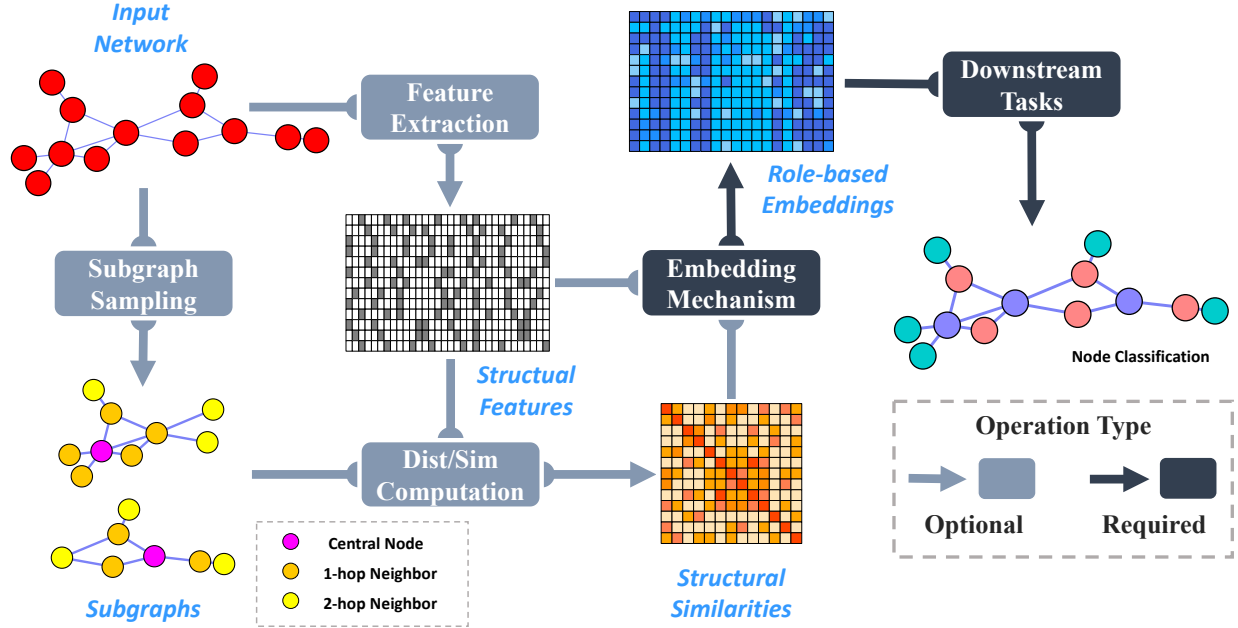 Input
Network
Feature
Extraction
Downstream
Tasks
Role-based
Embeddings
Subgraph
Sampling
Embedding
Mechanism
Node Classification
Structual
Features
Dist/Sim
Computation
Operation Type
Optional
Required
Central Node
1-hop Neighbor
2-hop Neighbor
Subgraphs
Structural
Similarities